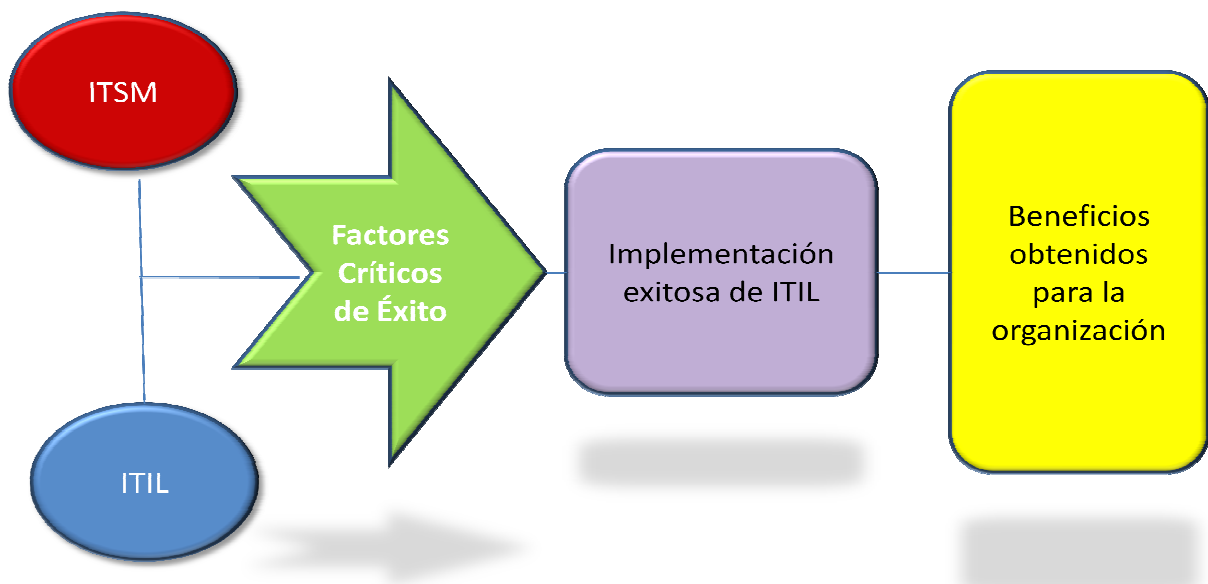 ITSM
Factores
Críticos
de Éxito
Implementación
exitosa de ITIL
Beneficios
obtenidos
para la
organización
ITIL